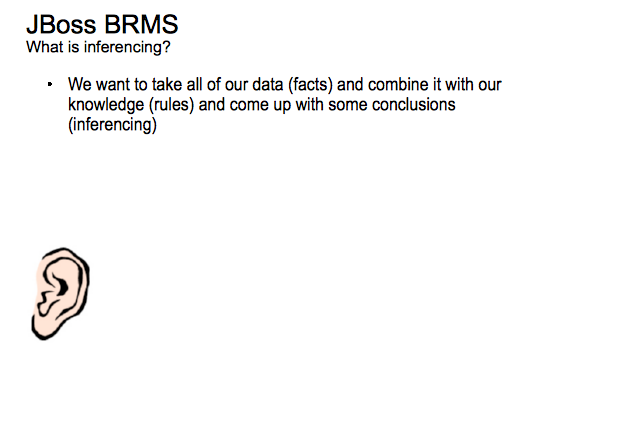 JBoss BRMS
What is inferencing?
• We want to take all of our data (facts) and combine it with our
knowledge (rules) and come up with some conclusions
(inferencing)